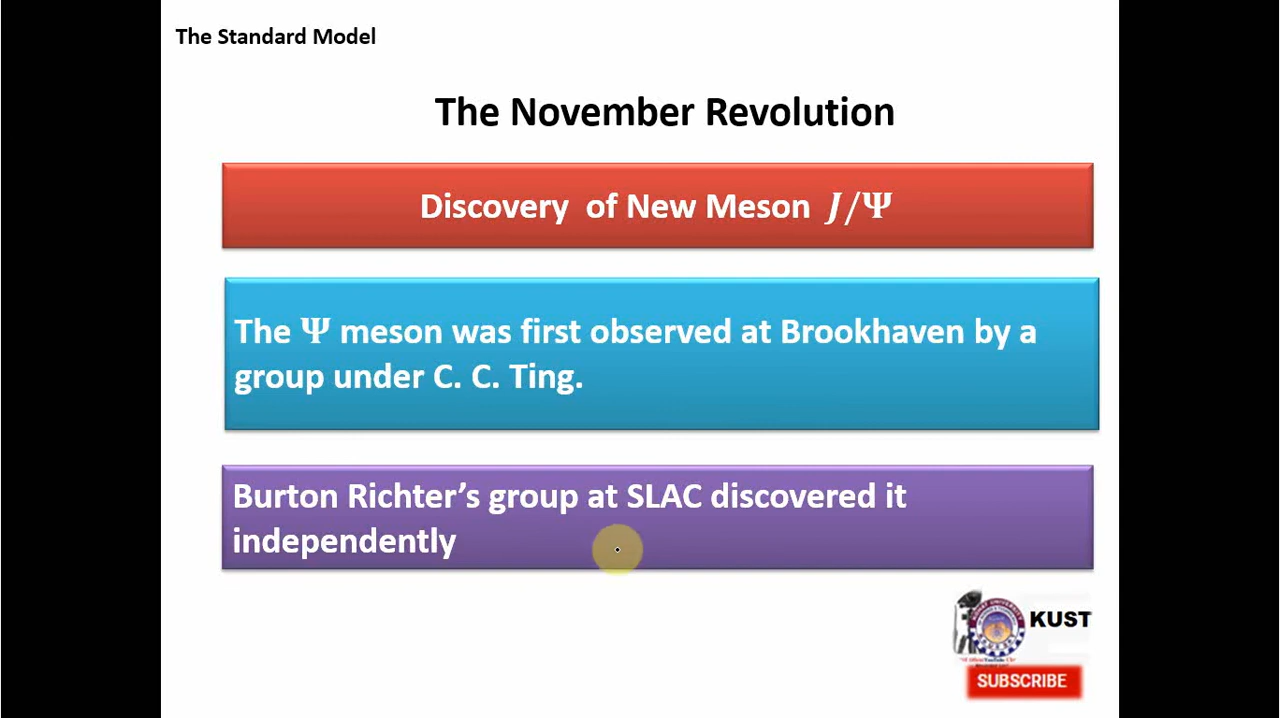 The Standard Model
The November Revolution
Discovery of New Meson J/Ψ
The Ψ meson was first observed at Brookhaven by a
group under C. C. Ting.
Burton Richter’s group at SLAC discovered it
independently
KUST
SUBSCRIBE